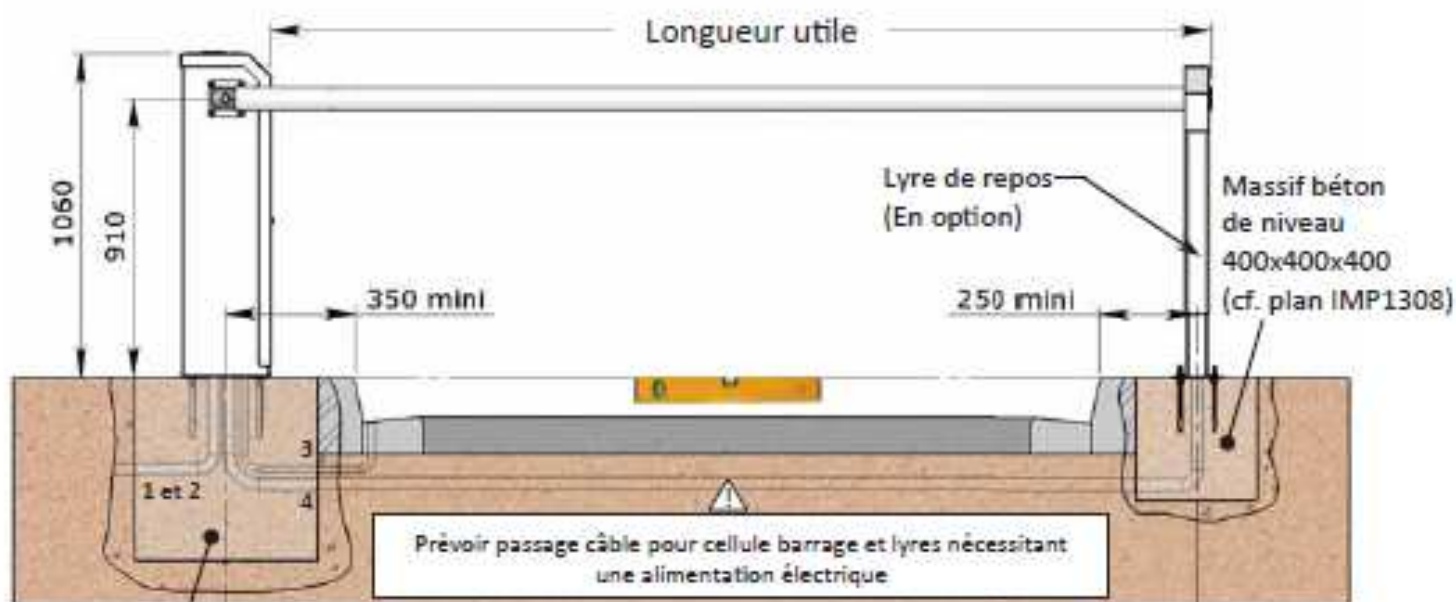 Longueur utile
1060
910
Lyre de repos
(En option)
Massif béton
de niveau
400x400x400
(cf. plan IMP1308)
350 mini
250 mini
3
1 et 2
4
Prévoir passage câble pour cellule barrage et lyres nécessitant
une alimentation électrique